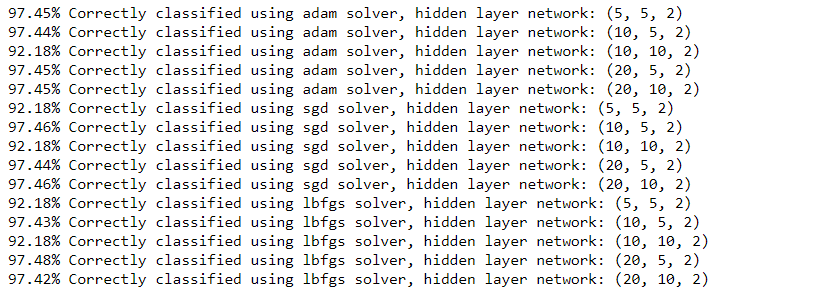 97.45% Correctly classified using adam solver, hidden layer network: (5, 5, 2)
97.44% Correctly classified using adam solver, hidden layer network: (10, 5, 2)
92.18% Correctly classified using adam solver, hidden layer network: (10, 10, 2)
97.45% Correctly classified using adam solver, hidden layer network: (20, 5, 2)
97.45% Correctly classified using adam solver, hidden layer network: (20, 10, 2)
92.18% Correctly classified using sgd solver, hidden layer network: (5, 5, 2)
97.46% Correctly classified using sgd solver, hidden layer network: (10, 5, 2)
92.18% Correctly classified using sgd solver, hidden layer network: (10, 10, 2)
97.44% Correctly classified using sgd solver, hidden layer network: (20, 5, 2)
97.46% Correctly classified using sgd solver, hidden layer network: (20, 10, 2)
92.18% Correctly classified using lbfgs solver, hidden layer network: (5, 5, 2)
97.43% Correctly classified using lbfgs solver, hidden layer network: (10, 5, 2)
92.18% Correctly classified using lbfgs solver, hidden layer network: (10, 10, 2)
97.48% Correctly classified using lbfgs solver, hidden layer network: (20, 5, 2)
97.42% Correctly classified using lbfgs solver, hidden layer network: (20, 10, 2)